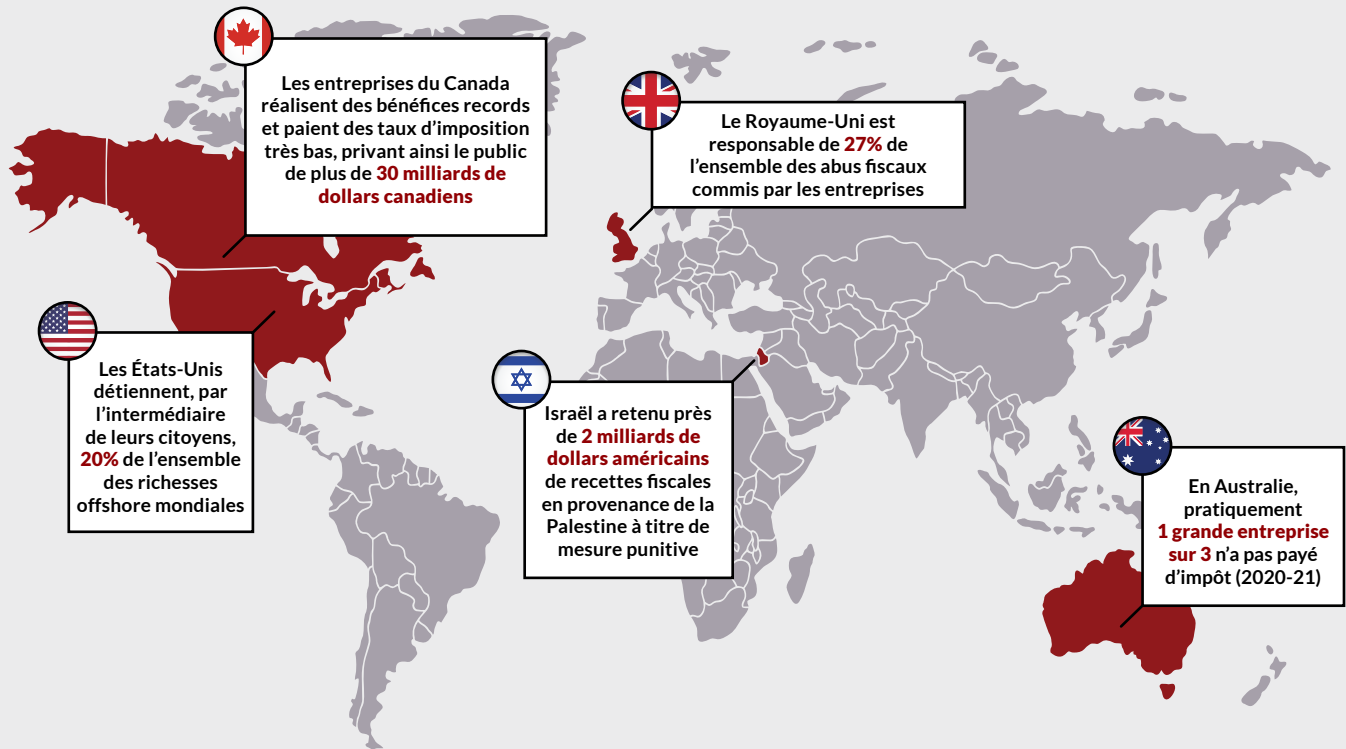 Les entreprises du Canada
réalisent des bénéfices records
et paient des taux d’imposition
très bas, privant ainsi le public
de plus de 30 milliards de
dollars canadiens
Le Royaume-Uni est
responsable de 27% de
l’ensemble des abus fiscaux
commis par les entreprises
Les États-Unis
détiennent, par
l’intermédiaire
de leurs citoyens,
20% de l’ensemble
des richesses
offshore mondiales
Israël a retenu près
de 2 milliards de
dollars américains
de recettes fiscales
en provenance de la
Palestine à titre de
mesure punitive
En Australie,
pratiquement
1 grande entreprise
sur 3 n’a pas payé
d’impôt (2020-21)